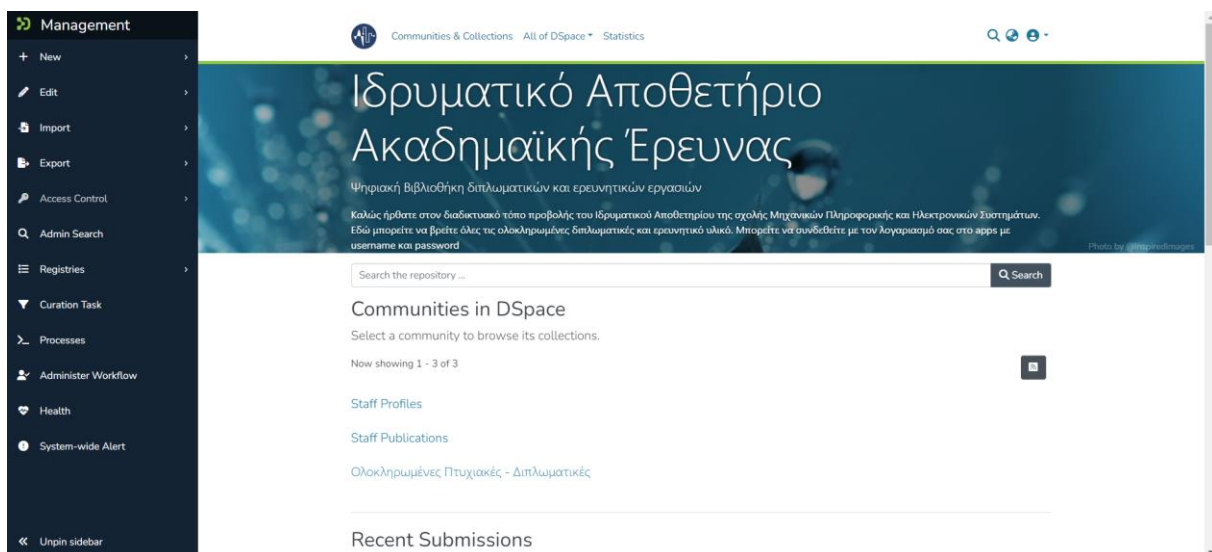 Management
New
Edit
Import
Export
Access Control
Admin Search
Registries
Curation Task
Processes
Administer Workflow
Health
System-wide Alert
Unpin sidebar
Communities & Collections All of DSpace Statistics
Ιδρυματικό Αποθετήριο
Ακαδημαϊκής Έρευνας
Ψηφιακή Βιβλιοθήκη διπλωματικών και ερευνητικών εργασιών
Καλώς ήρθατε στον διαδικτυακό τόπο προβολής του Ιδρυματικού Αποθετηρίου της σχολής Μηχανικών Πληροφορικής και Ηλεκτρονικών Συστημάτων.
Εδώ μπορείτε να βρείτε όλες τις ολοκληρωμένες διπλωματικές και ερευνητικό υλικό. Μπορείτε να συνδεθείτε με τον λογαριασμό σας στο apps με
username και password
Photo by @inspiredimages
Search the repository ...
Search
Communities in DSpace
Select a community to browse its collections.
Now showing 1 - 3 of 3
Staff Profiles
Staff Publications
Ολοκληρωμένες Πτυχιακές - Διπλωματικές
Recent Submissions